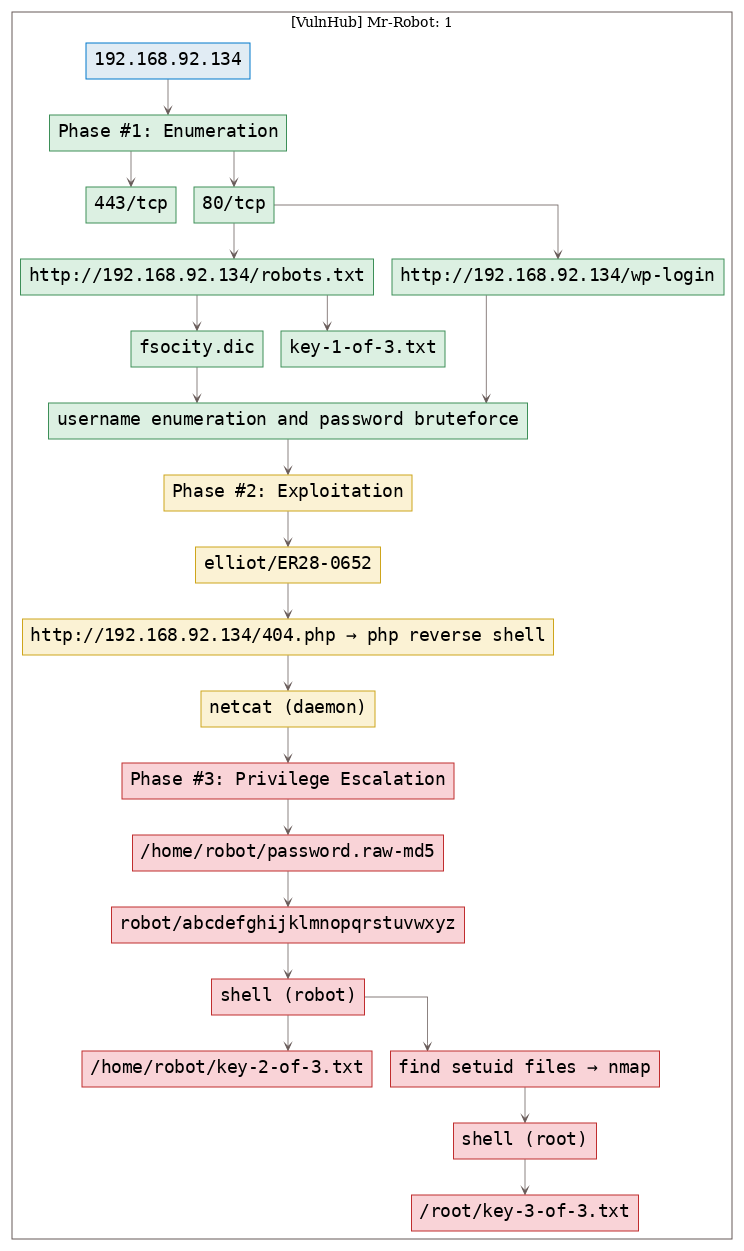 [VulnHub] Mr-Robot: 1
192.168.92.134
Phase #1: Enumeration
443/tcp
80/tcp
http://192.168.92.134/robots.txt
http://192.168.92.134/wp-login
fsocity.dic
key-1-of-3.txt
username enumeration and password bruteforce
Phase #2: Exploitation
elliot/ER28-0652
http://192.168.92.134/404.php → php reverse shell
netcat (daemon)
Phase #3: Privilege Escalation
/home/robot/password.raw-md5
robot/abcdefghijklmnopqrstuvwxyz
shell (robot)
/home/robot/key-2-of-3.txt
find setuid files → nmap
shell (root)
/root/key-3-of-3.txt